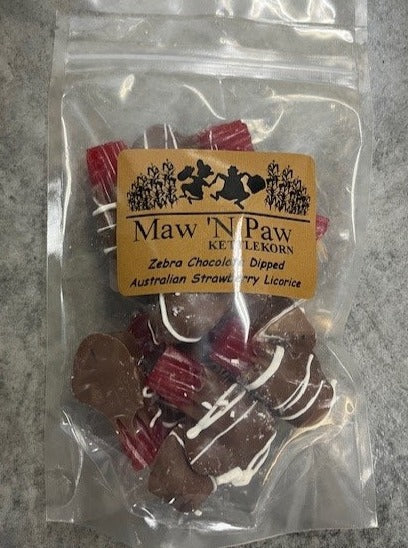 Maw 'N Paw
KETTLEKORN
Zebra Chocolate Dipped
Australian Strawberry Licorice